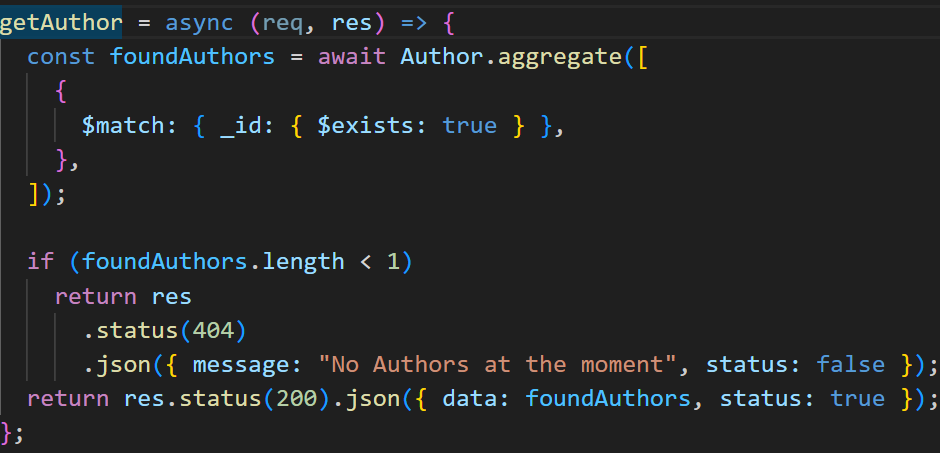 getAuthor = async (req, res) => {
  const foundAuthors = await Author.aggregate([
    {
      $match: { _id: { $exists: true } },
    },
  ]);

  if (foundAuthors.length < 1)
    return res
      .status(404)
      .json({ message: "No Authors at the moment", status: false });
  return res.status(200).json({ data: foundAuthors, status: true });
};